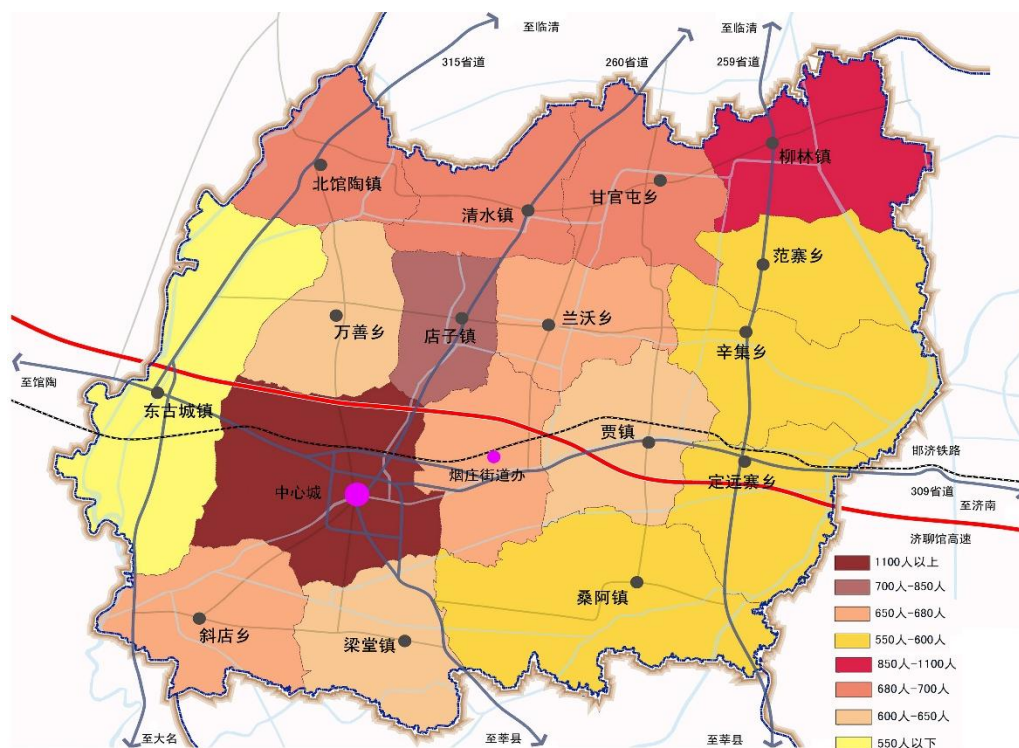 至临清
至临清
315省道
260省道
259省道
柳林镇
北馆陶镇
甘官屯乡
清水镇
范寨乡
万善乡
店子镇
兰沃乡
辛集乡
至馆陶
东古城镇
贾镇
邯济铁路
烟庄街道办
定远寨乡
中心城
309省道
至济南
济聊馆高速
1100人以上
700人-850人
650人-680人
550人-600人
850人-1100人
680人-700人
600人-650人
550人以下
桑阿镇
斜店乡
梁堂镇
至大名
至莘县
至莘县